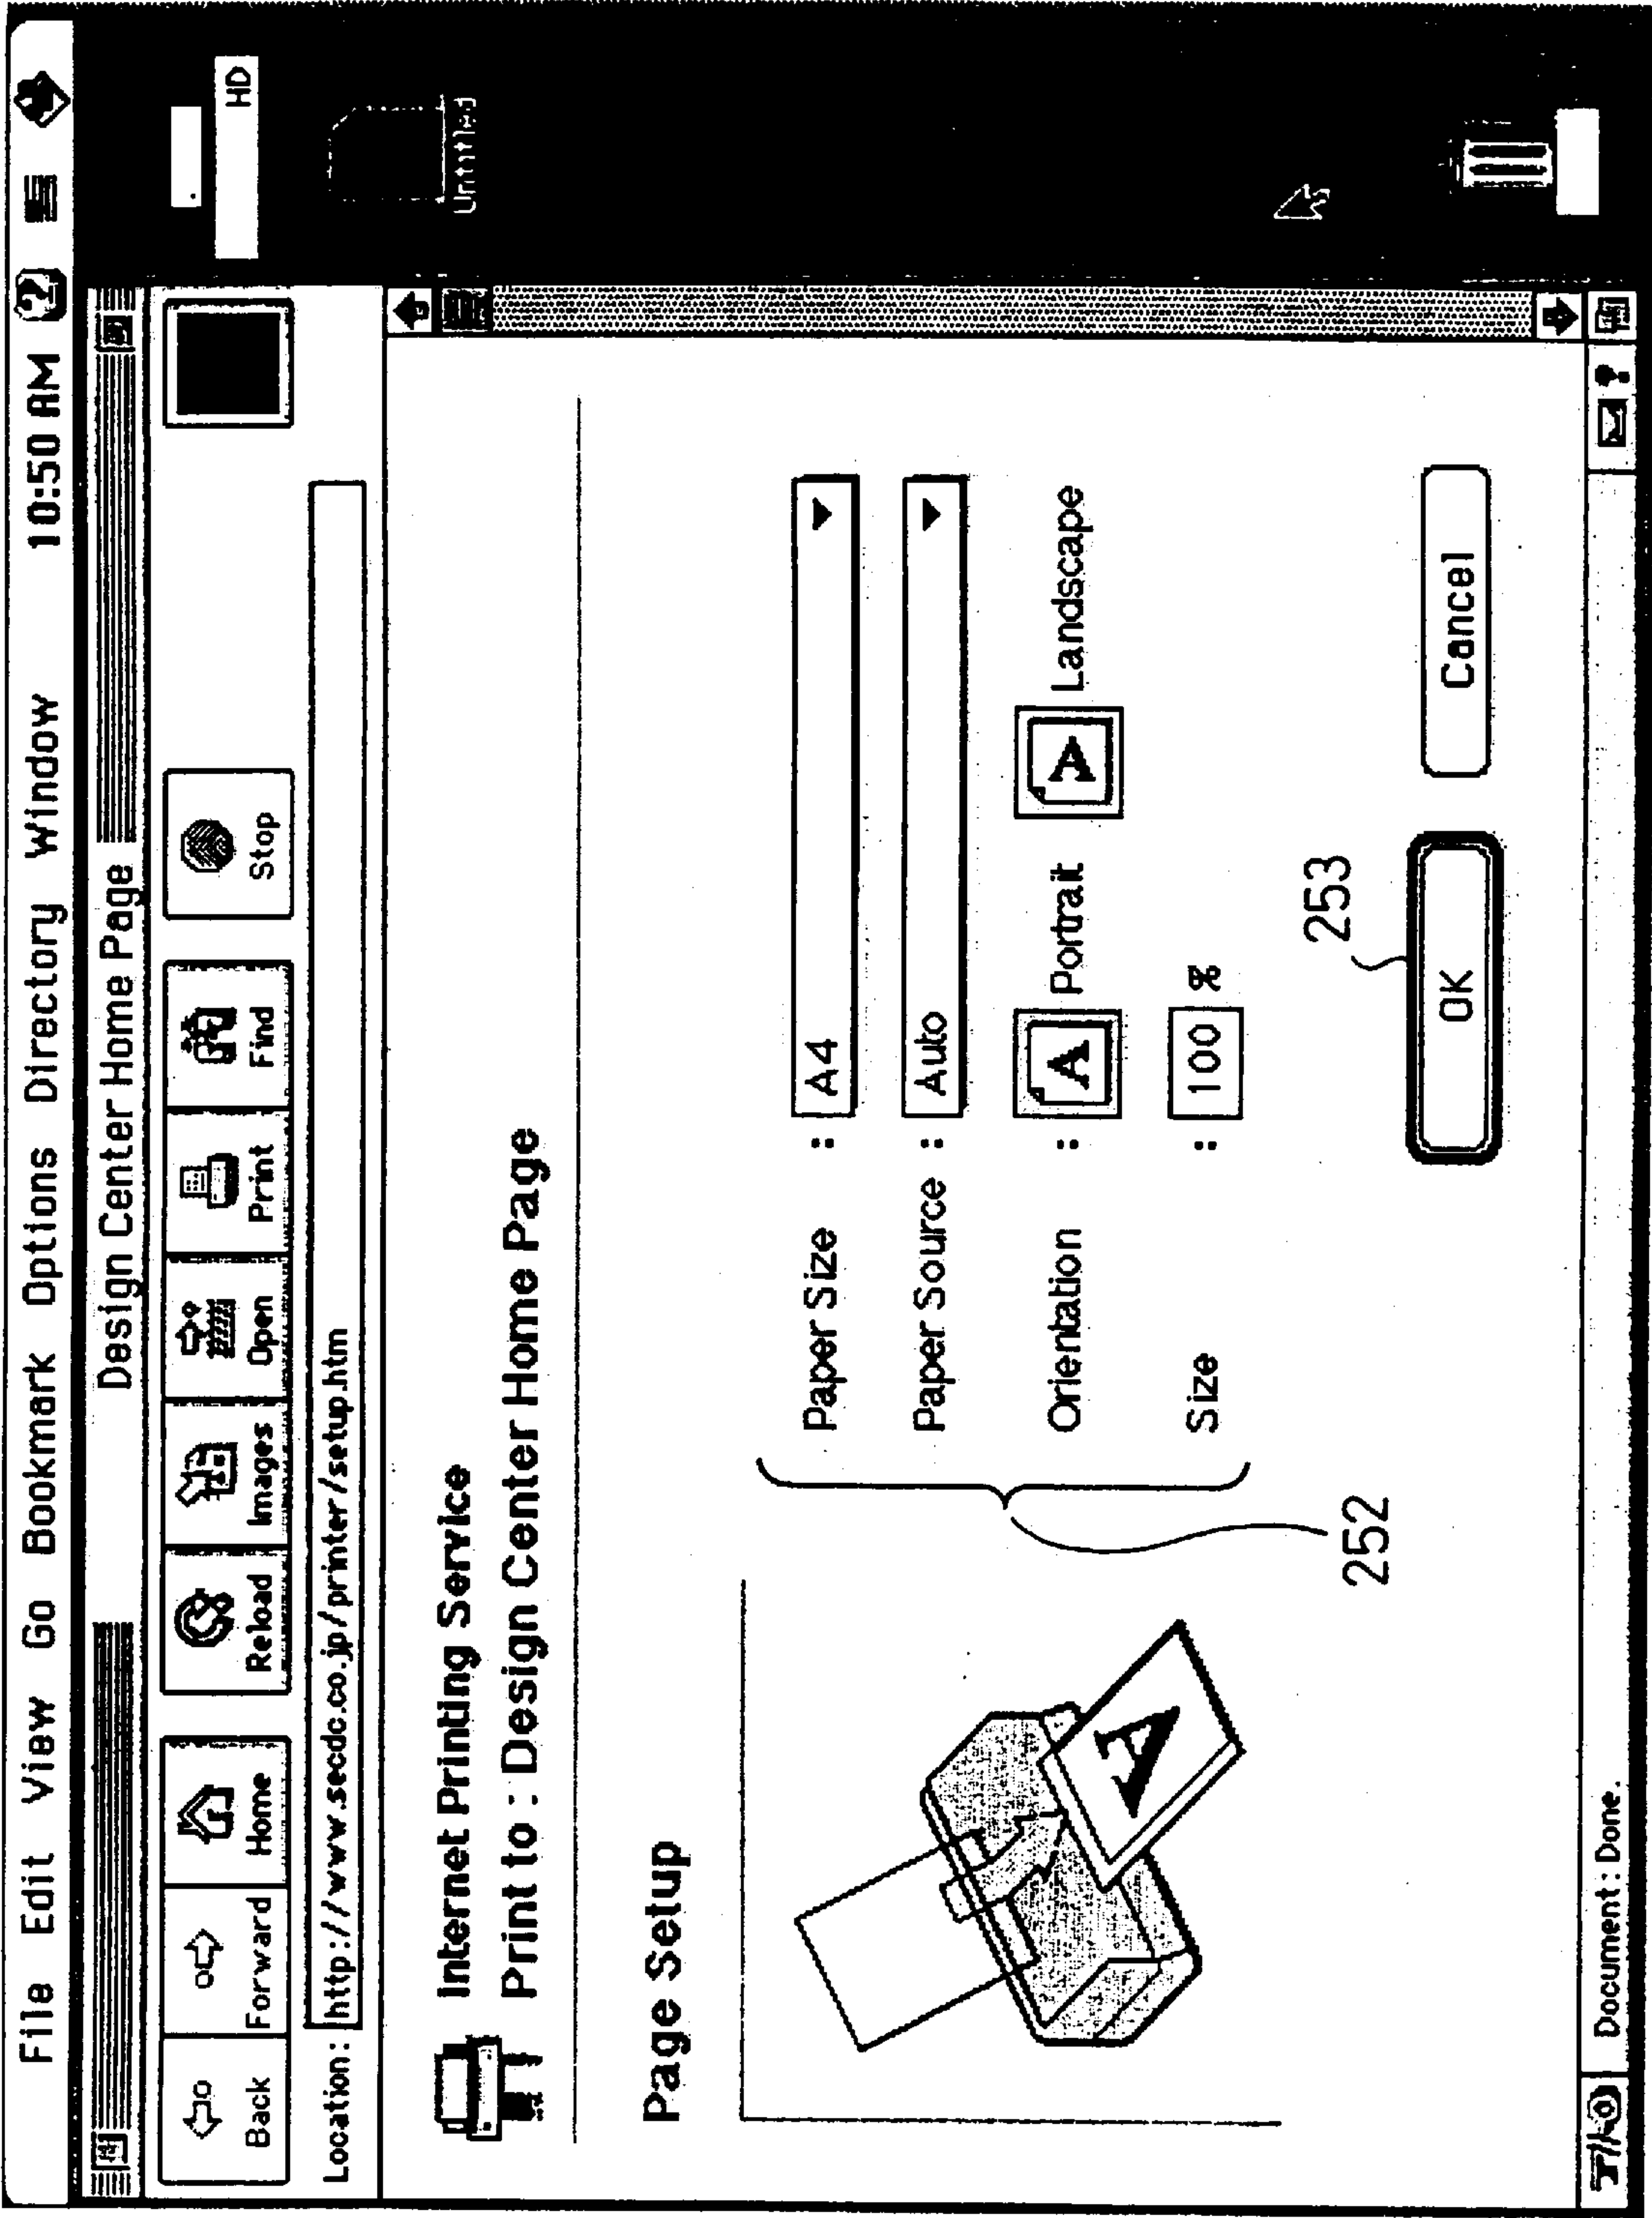 File Edit View Go Bookmark Options Directory Window 10:50 AM
Design Center Home Page
HD
Back Forward Home Reload Images Open Print Find Stop
Location: http://www.secdc.co.jp/printer/setup.htm
Untitled
Internet Printing Service
Print to : Design Center Home Page
Page Setup
Paper Size : A4
Paper Source : Auto
Orientation : A Portrait A Landscape
Size : 100 %
A
252
253
OK Cancel
Document: Done.